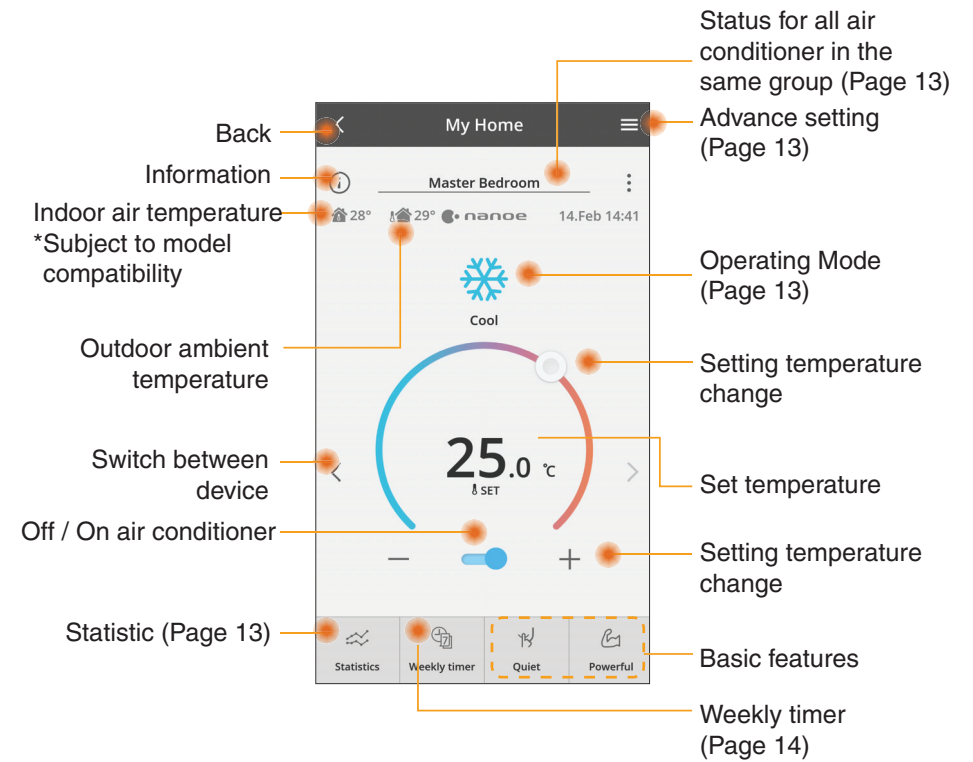 Status for all air
conditioner in the
same group (Page 13)
Advance setting
(Page 13)
Back
My Home
Information
Master Bedroom
Indoor air temperature
*Subject to model
compatibility
28°
29°
nanoe
14.Feb 14:41
Operating Mode
(Page 13)
Cool
Outdoor ambient
temperature
Setting temperature
change
Switch between
device
25.0 °C
SET
Set temperature
Off / On air conditioner
Setting temperature
change
Statistic (Page 13)
7
Statistics
Weekly timer
Quiet
Powerful
Basic features
Weekly timer
(Page 14)